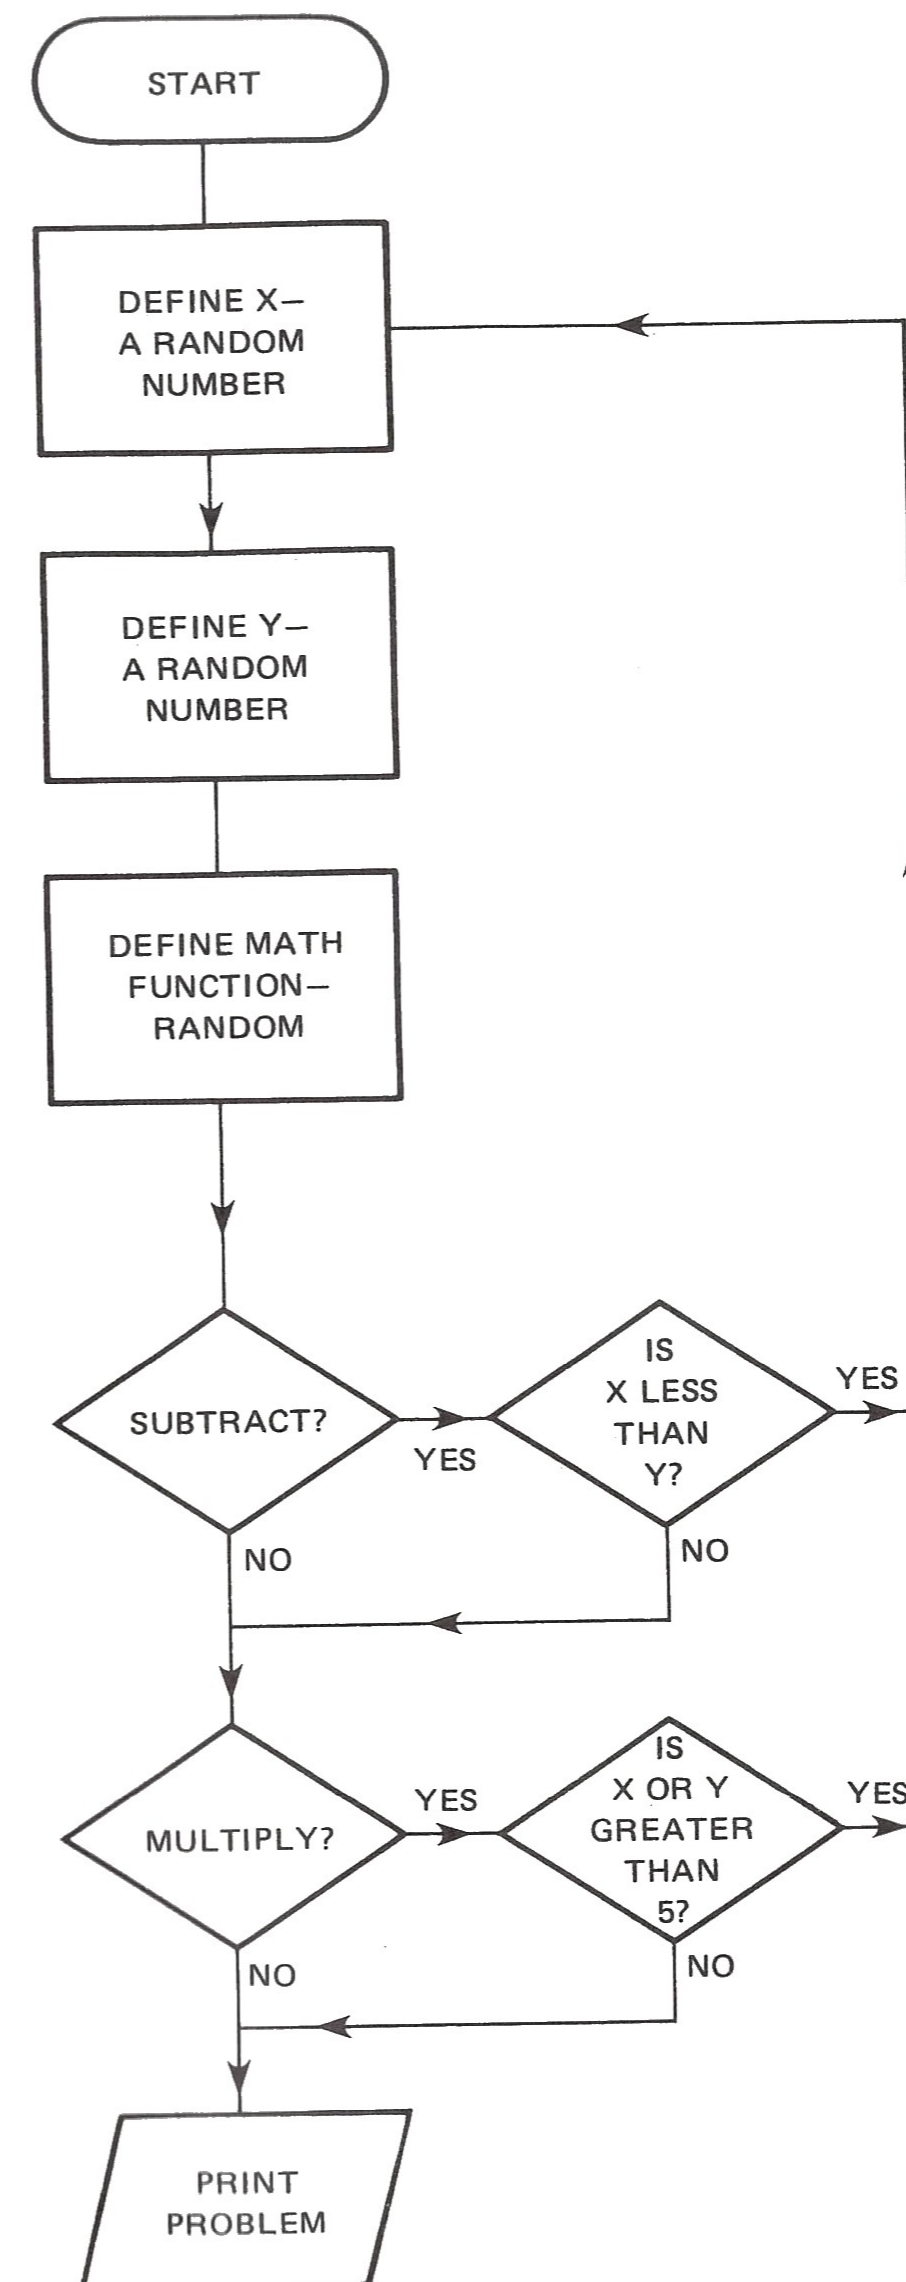 START
DEFINE X—
A RANDOM
NUMBER
DEFINE Y—
A RANDOM
NUMBER
DEFINE MATH
FUNCTION—
RANDOM
SUBTRACT?
YES
IS
X LESS
THAN
Y?
YES
NO
NO
MULTIPLY?
YES
IS
X OR Y
GREATER
THAN
5?
YES
NO
NO
PRINT
PROBLEM